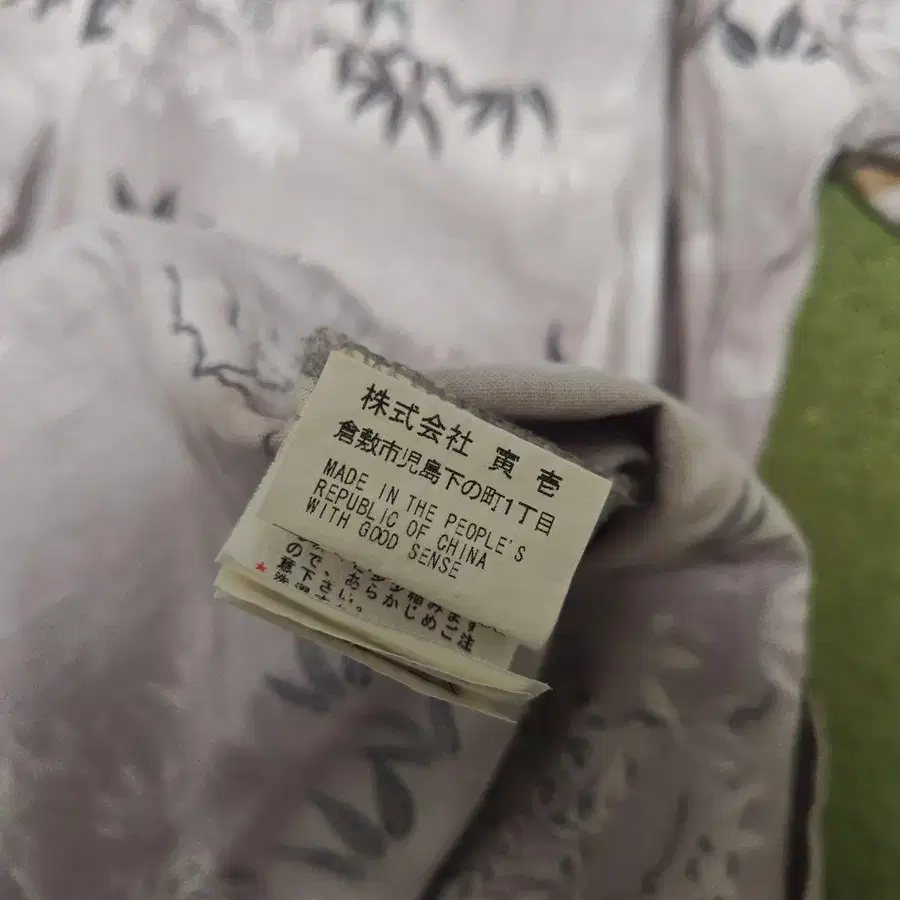 株式会社 寅壱
倉敷市児島下の町1丁目
MADE IN THE PEOPLE'S
REPUBLIC OF CHINA
WITH GOOD SENSE
ので、あらかじめご注
意下さい。